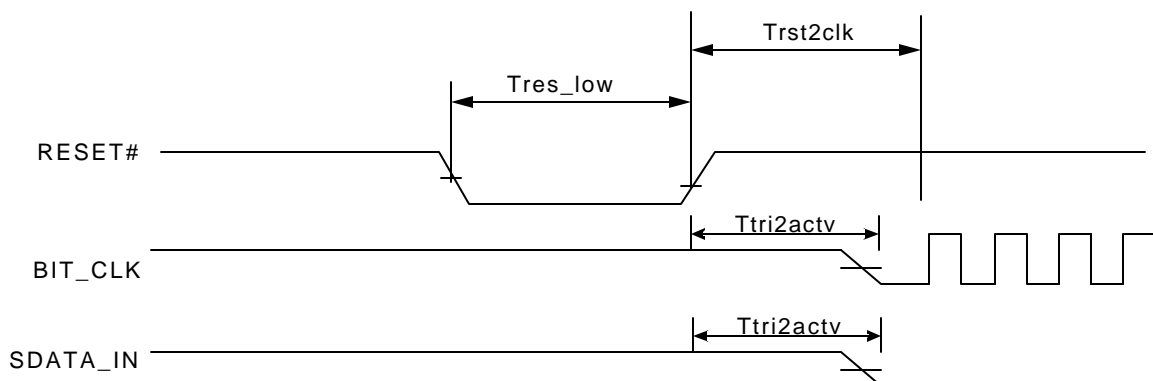 Trst2clk
Tres_low
RESET#
Ttri2actv
BIT_CLK
Ttri2actv
SDATA_IN